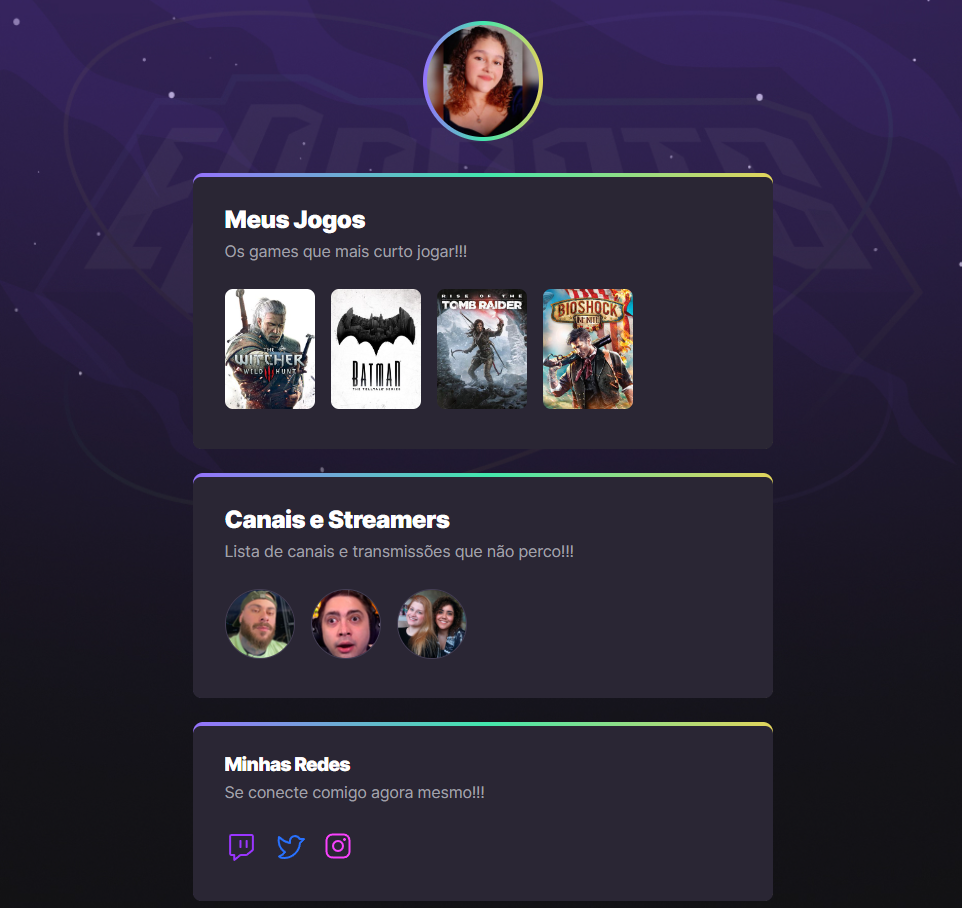 Meus Jogos
Os games que mais curto jogar!!!
THE
WITCHER
WILD HUNT
BATMAN
THE TELLTALE SERIES
RISE OF THE
TOMB RAIDER
BIOSHOCK
INFINITE
Canais e Streamers
Lista de canais e transmissões que não perco!!!
Minhas Redes
Se conecte comigo agora mesmo!!!